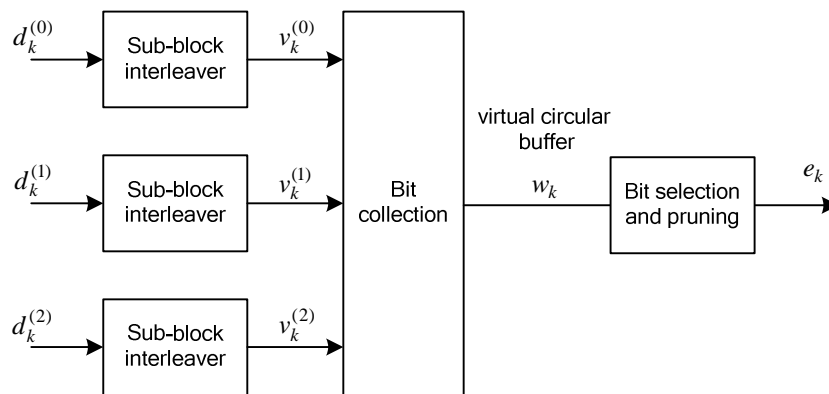 d_k^{(0)}
Sub-block
interleaver
v_k^{(0)}
d_k^{(1)}
Sub-block
interleaver
v_k^{(1)}
d_k^{(2)}
Sub-block
interleaver
v_k^{(2)}
Bit
collection
virtual circular
buffer
w_k
Bit selection
and pruning
e_k